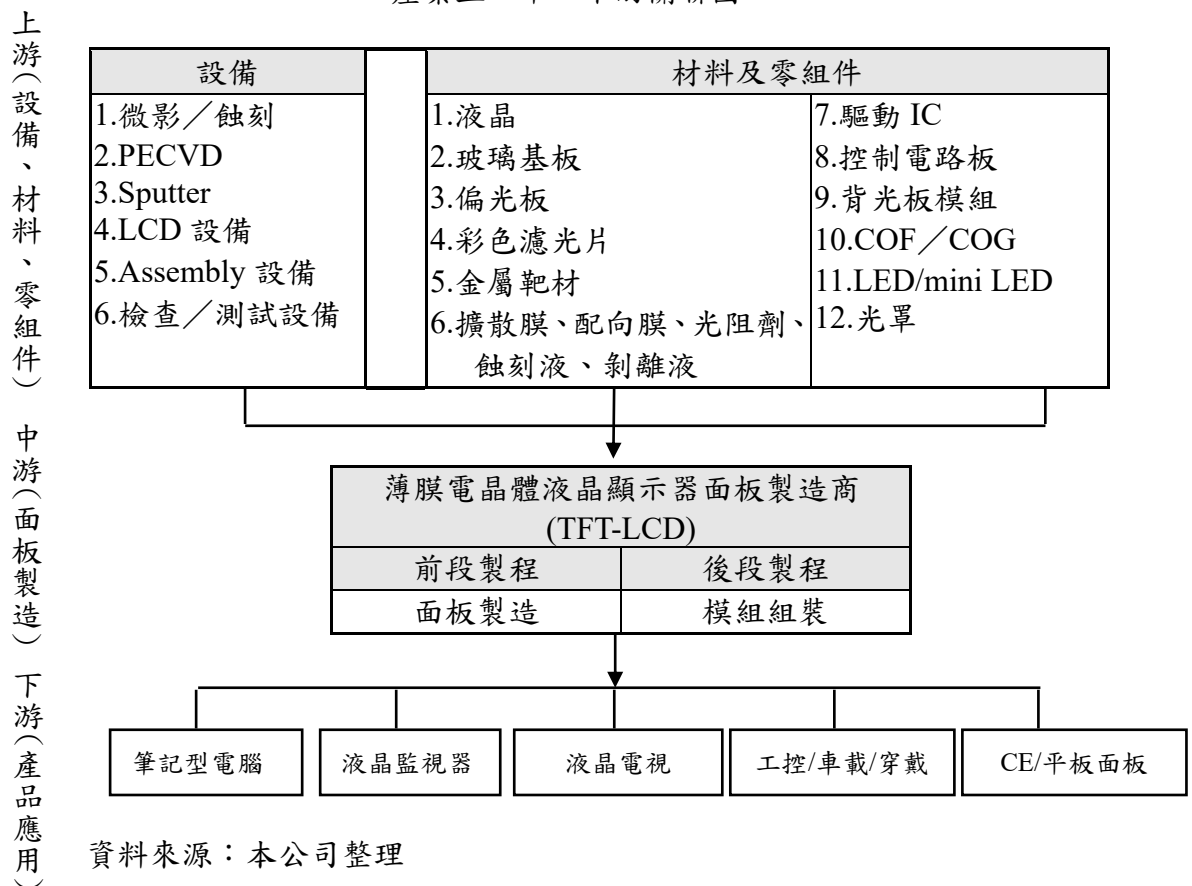 上游（設備、材料、零組件）
設備
1.微影／蝕刻
2.PECVD
3.Sputter
4.LCD 設備
5.Assembly 設備
6.檢查／測試設備
材料及零組件
1.液晶
2.玻璃基板
3.偏光板
4.彩色濾光片
5.金屬靶材
6.擴散膜、配向膜、光阻劑、
蝕刻液、剝離液
7.驅動 IC
8.控制電路板
9.背光板模組
10.COF／COG
11.LED/mini LED
12.光罩
中游（面板製造）
薄膜電晶體液晶顯示器面板製造商
(TFT-LCD)
前段製程
後段製程
面板製造
模組組裝
下游（產品應用）
筆記型電腦
液晶監視器
液晶電視
工控/車載/穿戴
CE/平板面板
資料來源：本公司整理